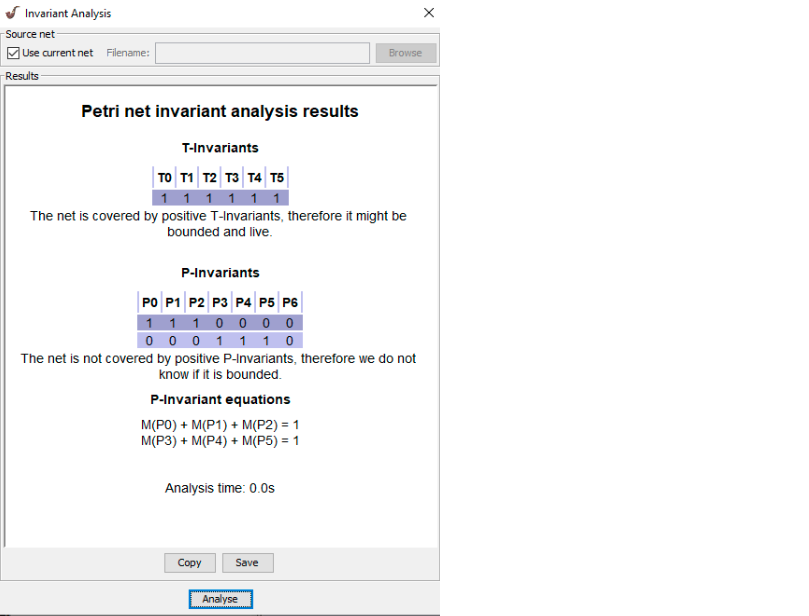 Invariant Analysis
Source net
Use current net Filename: Browse
Results
Petri net invariant analysis results
T-Invariants
T0 T1 T2 T3 T4 T5
1 1 1 1 1 1
The net is covered by positive T-Invariants, therefore it might be
bounded and live.
P-Invariants
P0 P1 P2 P3 P4 P5 P6
1 1 1 0 0 0 0
0 0 0 1 1 1 0
The net is not covered by positive P-Invariants, therefore we do not
know if it is bounded.
P-Invariant equations
M(P0) + M(P1) + M(P2) = 1
M(P3) + M(P4) + M(P5) = 1
Analysis time: 0.0s
Copy Save
Analyse